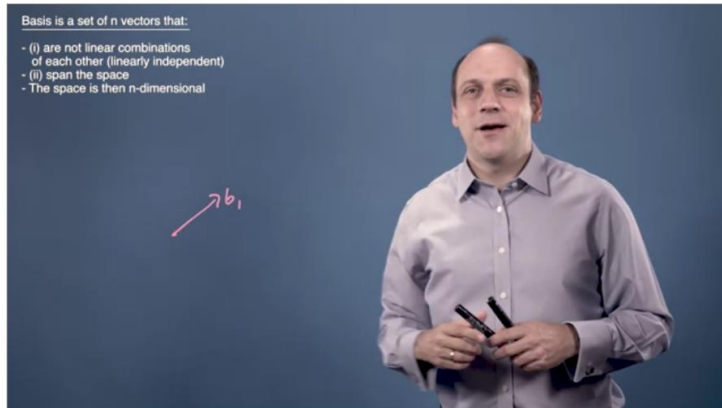 Basis is a set of n vectors that:
- (i) are not linear combinations
of each other (linearly independent)
- (ii) span the space
- The space is then n-dimensional
b₁